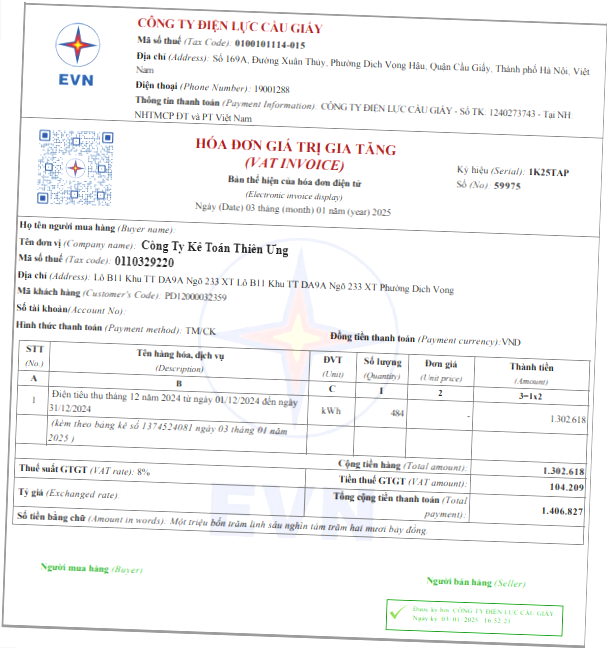 CÔNG TY ĐIỆN LỰC CẦU GIẤY
Mã số thuế (Tax Code): 0100101114-015
Địa chỉ (Address): Số 169A, Đường Xuân Thủy, Phường Dịch Vọng Hậu, Quận Cầu Giấy, Thành phố Hà Nội, Việt
Nam
EVN
Điện thoại (Phone Number): 19001288
Thông tin thanh toán (Payment Information): CÔNG TY ĐIỆN LỰC CẦU GIẤY - Số TK: 1240273743 - Tại NH
NHTMCP ĐT và PT Việt Nam
HÓA ĐƠN GIÁ TRỊ GIA TĂNG
(VAT INVOICE)
Bản thể hiện của hóa đơn điện tử
(Electronic invoice display)
Ngày (Date) 03 tháng (month) 01 năm (year) 2025
Ký hiệu (Serial): 1K25TAP
Số (No): 59975
Họ tên người mua hàng (Buyer name):
Tên đơn vị (Company name): Công Ty Kế Toán Thiên Ưng
Mã số thuế (Tax code): 0110329220
Địa chỉ (Address): Lô B11 Khu TT DA9A Ngõ 233 XT Lô B11 Khu TT DA9A Ngõ 233 XT Phường Dịch Vọng
Mã khách hàng (Customer's Code): PD12000032359
Số tài khoản/Account No):
Hình thức thanh toán (Payment method): TM/CK
Đồng tiền thanh toán (Payment currency):VND
STT Tên hàng hóa, dịch vụ ĐVT Số lượng Đơn giá Thành tiền
(No.) (Description) (Unit) (Quantity) (Unit price) (Amount)
A B C 1 2 3=1x2
1 Điện tiêu thụ tháng 12 năm 2024 từ ngày 01/12/2024 đến ngày
31/12/2024 kWh 484 - 1.302.618
(kèm theo bảng kê số 1374524081 ngày 03 tháng 01 năm
2025 )
Cộng tiền hàng (Total amount): 1.302.618
Thuế suất GTGT (VAT rate): 8% Tiền thuế GTGT (VAT amount): 104.209
Tỷ giá (Exchanged rate): Tổng cộng tiền thanh toán (Total
payment): 1.406.827
EVN
Số tiền bằng chữ (Amount in words): Một triệu bốn trăm linh sáu nghìn tám trăm hai mươi bảy đồng
Người mua hàng (Buyer)
Người bán hàng (Seller)
Được ký bởi: CÔNG TY ĐIỆN LỰC CẦU GIẤY
Ngày ký: 03/01/2025 16:52:21